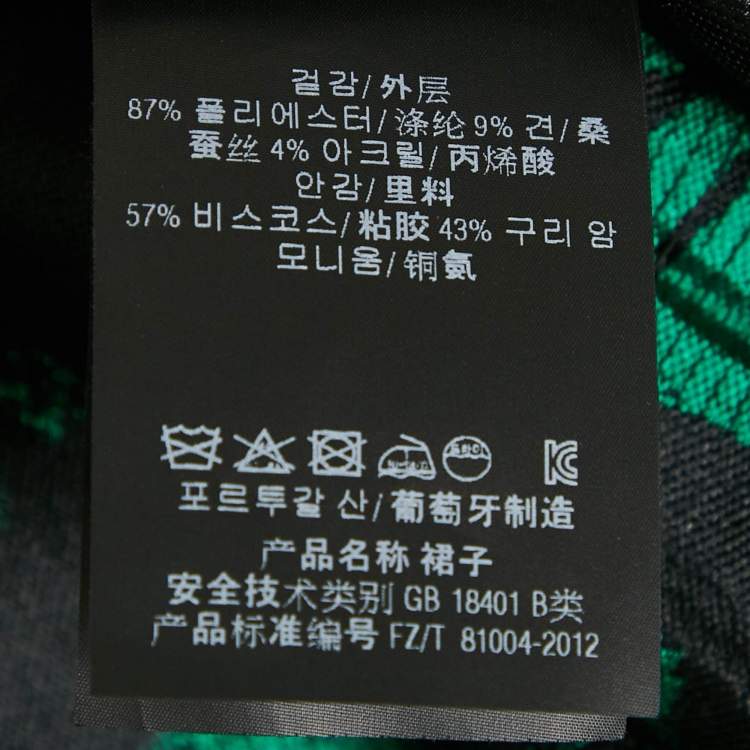 겉감/外层
87% 폴리에스터/涤纶 9% 견/桑
蚕丝 4% 아크릴/丙烯酸
안감/里料
57% 비스코스/粘胶 43% 구리 암
모니움/铜氨
포르투갈 산/葡萄牙制造
产品名称 裙子
安全技术类别 GB 18401 B类
产品标准编号 FZ/T 81004-2012